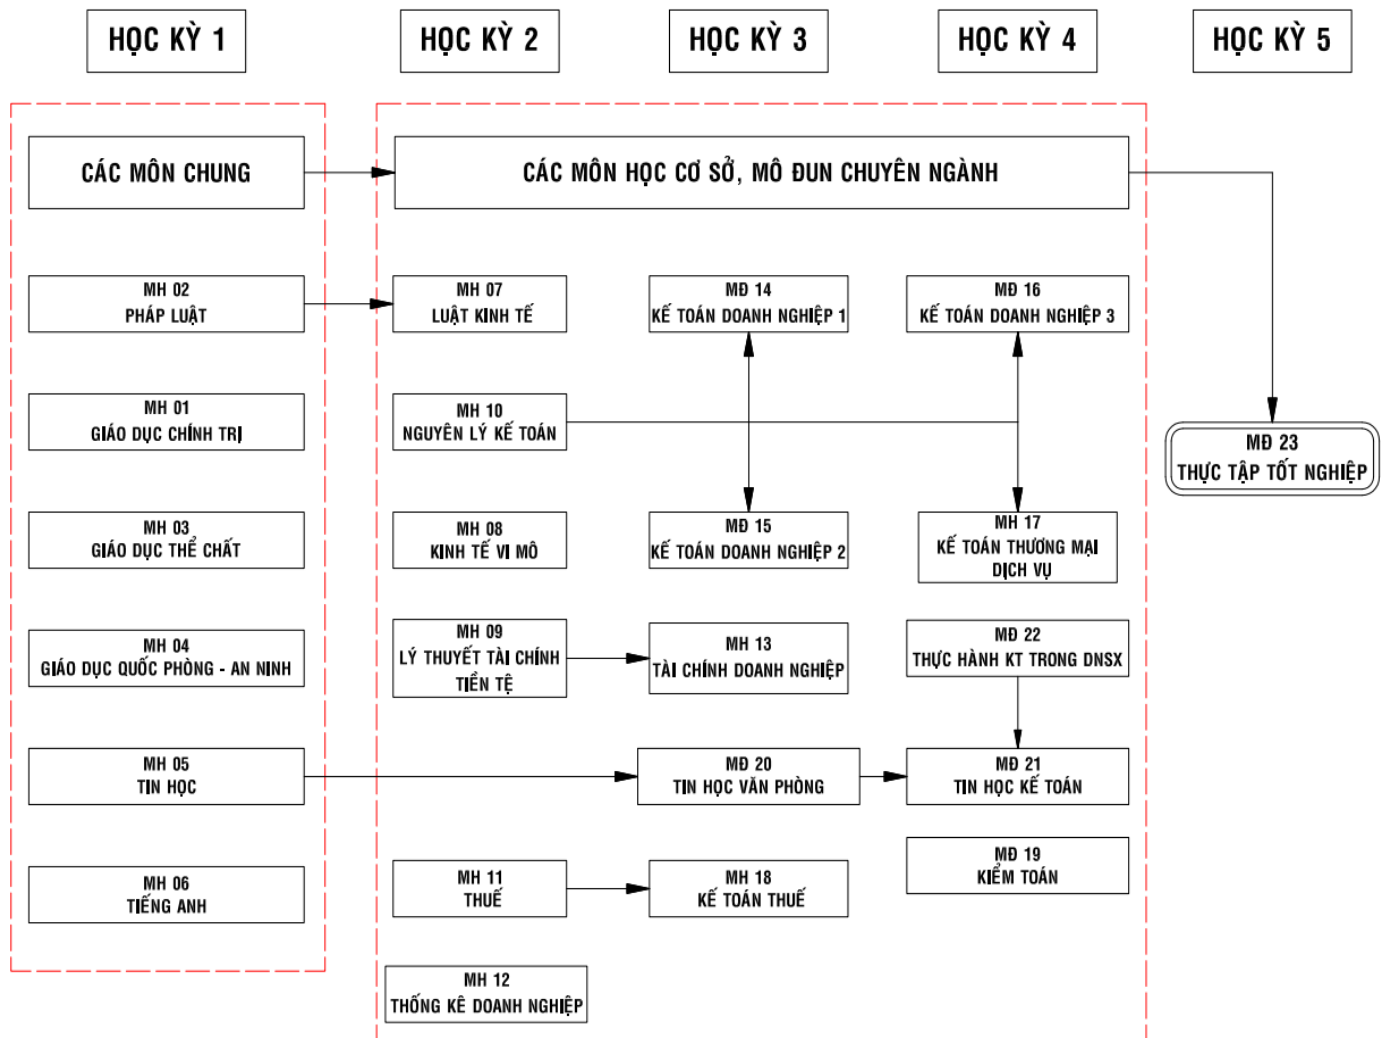 HỌC KỲ 1
HỌC KỲ 2
HỌC KỲ 3
HỌC KỲ 4
HỌC KỲ 5
CÁC MÔN CHUNG
CÁC MÔN HỌC CƠ SỞ, MÔ ĐUN CHUYÊN NGÀNH
MH 02
PHÁP LUẬT
MH 07
LUẬT KINH TẾ
MĐ 14
KẾ TOÁN DOANH NGHIỆP 1
MĐ 16
KẾ TOÁN DOANH NGHIỆP 3
MH 01
GIÁO DỤC CHÍNH TRỊ
MH 10
NGUYÊN LÝ KẾ TOÁN
MĐ 23
THỰC TẬP TỐT NGHIỆP
MH 03
GIÁO DỤC THỂ CHẤT
MH 08
KINH TẾ VI MÔ
MĐ 15
KẾ TOÁN DOANH NGHIỆP 2
MH 17
KẾ TOÁN THƯƠNG MẠI
DỊCH VỤ
MH 04
GIÁO DỤC QUỐC PHÒNG - AN NINH
MH 09
LÝ THUYẾT TÀI CHÍNH
TIỀN TỆ
MH 13
TÀI CHÍNH DOANH NGHIỆP
MĐ 22
THỰC HÀNH KT TRONG DNSX
MH 05
TIN HỌC
MĐ 20
TIN HỌC VĂN PHÒNG
MĐ 21
TIN HỌC KẾ TOÁN
MH 06
TIẾNG ANH
MH 11
THUẾ
MH 18
KẾ TOÁN THUẾ
MĐ 19
KIỂM TOÁN
MH 12
THỐNG KÊ DOANH NGHIỆP